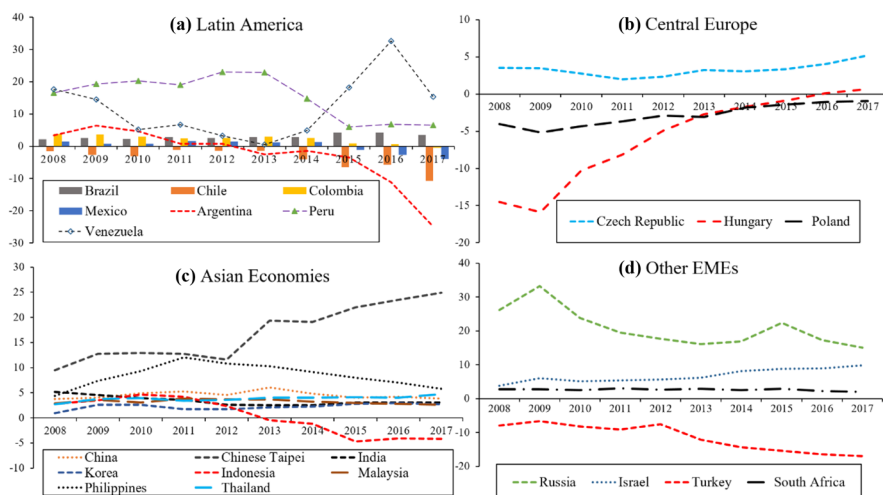 (a) Latin America
40
30
20
10
0
-10
-20
-30
2008 2009 2010 2011 2012 2013 2014 2015 2016 2017
Brazil Chile Colombia
Mexico Argentina Peru
Venezuela
(b) Central Europe
10
5
0
-5
-10
-15
-20
2008 2009 2010 2011 2012 2013 2014 2015 2016 2017
Czech Republic Hungary Poland
(c) Asian Economies
30
25
20
15
10
5
0
-5
-10
2008 2009 2010 2011 2012 2013 2014 2015 2016 2017
China Chinese Taipei India
Korea Indonesia Malaysia
Philippines Thailand
(d) Other EMEs
40
30
20
10
0
-10
-20
2008 2009 2010 2011 2012 2013 2014 2015 2016 2017
Russia Israel Turkey South Africa